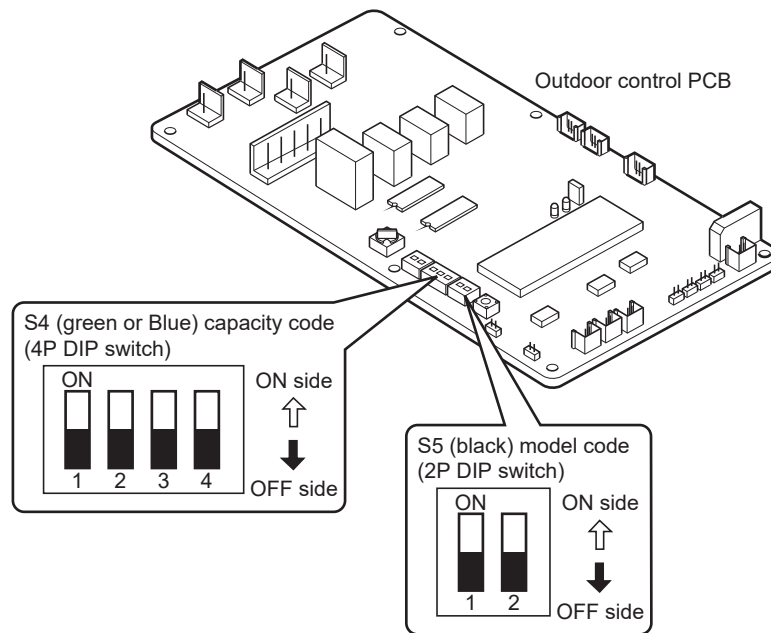 Outdoor control PCB
S4 (green or Blue) capacity code
(4P DIP switch)
ON
ON side
1 2 3 4
OFF side
S5 (black) model code
(2P DIP switch)
ON
ON side
1 2
OFF side